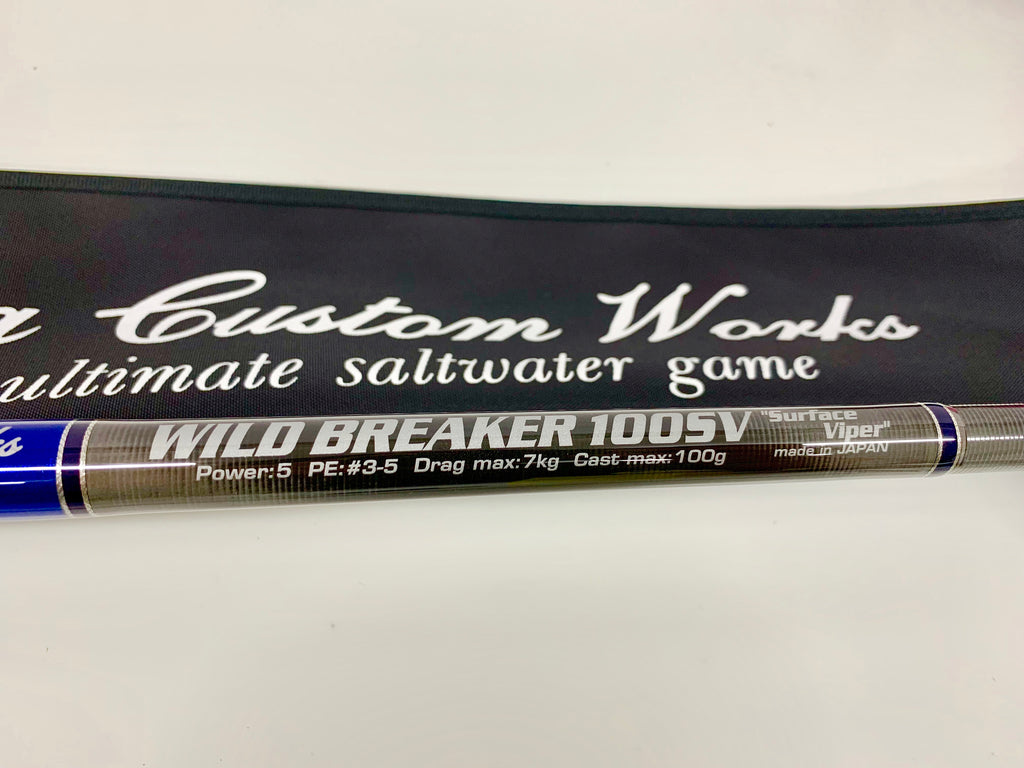 a Custom Works
ultimate saltwater game
ks
WILD BREAKER 100SV "Surface Viper"
Power:5 PE:#3-5 Drag max:7kg Cast max:100g made in JAPAN